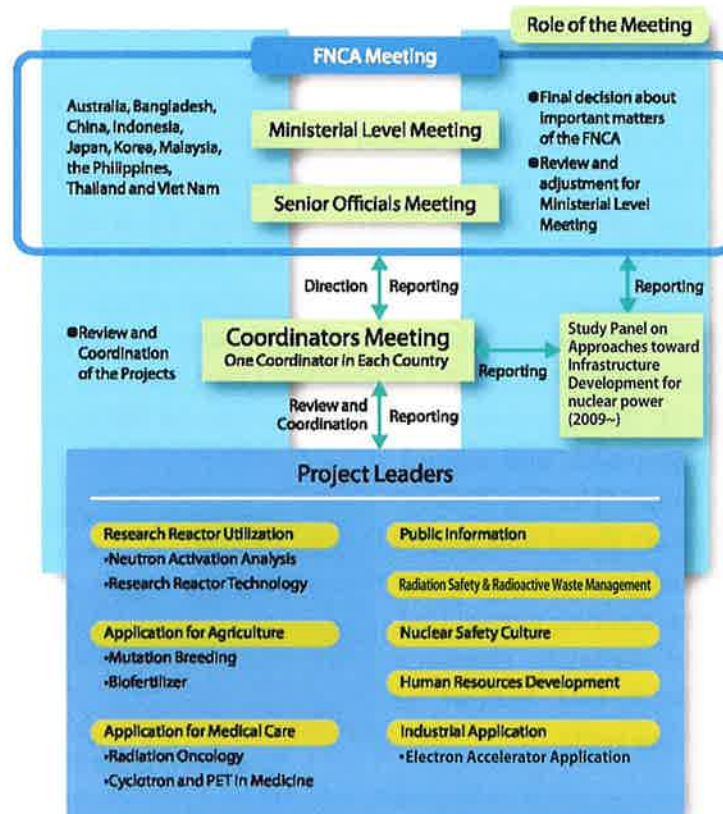 Role of the Meeting
FNCA Meeting
Australia, Bangladesh,
China, Indonesia,
Japan, Korea, Malaysia,
the Philippines,
Thailand and Viet Nam
Ministerial Level Meeting
Senior Officials Meeting
●Final decision about
important matters
of the FNCA
●Review and
adjustment for
Ministerial Level
Meeting
Direction
Reporting
Reporting
●Review and
Coordination
of the Projects
Coordinators Meeting
One Coordinator in Each Country
Reporting
Study Panel on
Approaches toward
Infrastructure
Development for
nuclear power
(2009~)
Review and
Coordination
Reporting
Project Leaders
Research Reactor Utilization
•Neutron Activation Analysis
•Research Reactor Technology
Application for Agriculture
•Mutation Breeding
•Biofertilizer
Application for Medical Care
•Radiation Oncology
•Cyclotron and PET in Medicine
Public Information
Radiation Safety & Radioactive Waste Management
Nuclear Safety Culture
Human Resources Development
Industrial Application
•Electron Accelerator Application